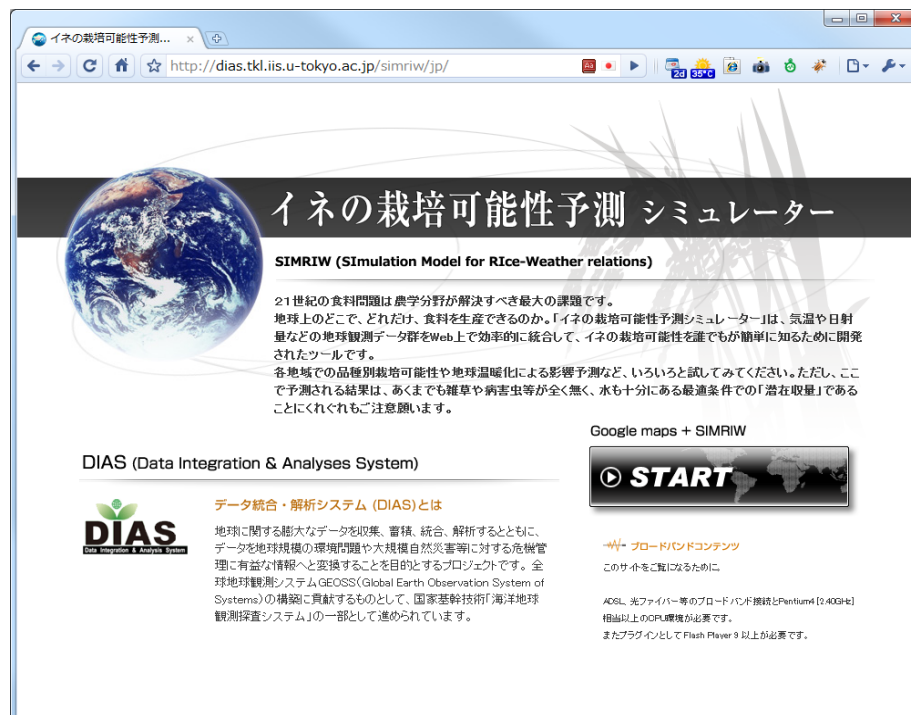 イネの栽培可能性予測...
http://dias.tkl.iis.u-tokyo.ac.jp/simriw/jp/
Aa
2d
35°C
イネの栽培可能性予測 シミュレーター
SIMRIW (SImulation Model for RIce-Weather relations)
21世紀の食料問題は農学分野が解決すべき最大の課題です。
地球上のどこで、どれだけ、食料を生産できるのか。「イネの栽培可能性予測シミュレーター」は、気温や日射
量などの地球観測データ群をWeb上で効率的に統合して、イネの栽培可能性を誰でもが簡単に知るために開発
されたツールです。
各地域での品種別栽培可能性や地球温暖化による影響予測など、いろいろと試してみてください。ただし、ここ
で予測される結果は、あくまでも雑草や病害虫等が全く無く、水も十分にある最適条件での「潜在収量」である
ことにくれぐれもご注意願います。
Google maps + SIMRIW
START
DIAS (Data Integration & Analyses System)
DIAS
Data Integration & Analysis System
データ統合・解析システム (DIAS)とは
地球に関する膨大なデータを収集、蓄積、統合、解析するとともに、
データを地球規模の環境問題や大規模自然災害等に対する危機管
理に有益な情報へと変換することを目的とするプロジェクトです。全
球地球観測システムGEOSS(Global Earth Observation System of
Systems)の構築に貢献するものとして、国家基幹技術「海洋地球
観測探査システム」の一部として進められています。
ブロードバンドコンテンツ
このサイトをご覧になるために。
ADSL、光ファイバー等のブロードバンド接続とPentium4 [2.40GHz]
相当以上のCPU環境が必要です。
またプラグインとしてFlash Player 9 以上が必要です。